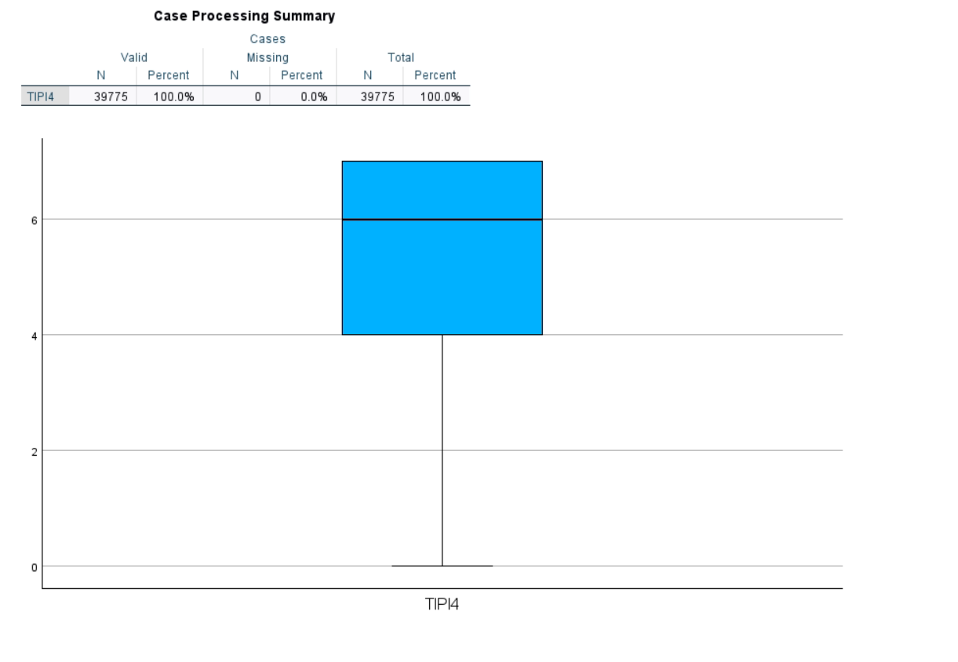 Case Processing Summary
Cases
Valid Missing Total
N Percent N Percent N Percent
TIPI4 39775 100.0% 0 0.0% 39775 100.0%
6
4
2
0
TIPI4